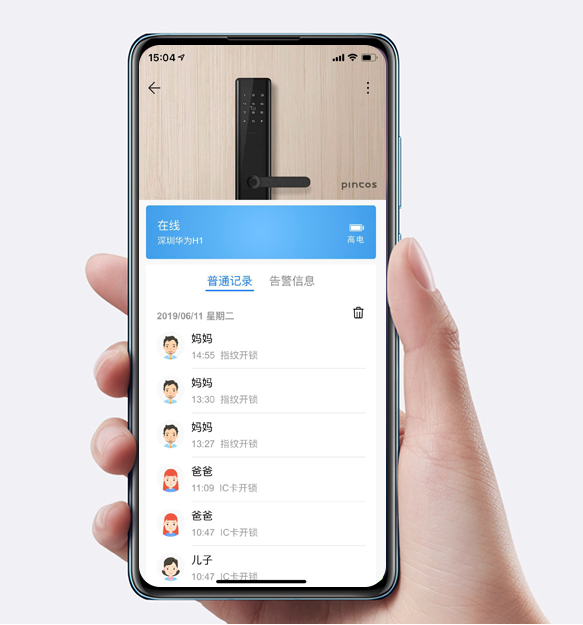 15:04
pincos
在线
深圳华为H1
高电
普通记录
告警信息
2019/06/11 星期二
妈妈
14:55 指纹开锁
妈妈
13:30 指纹开锁
妈妈
13:27 指纹开锁
爸爸
11:09 IC卡开锁
爸爸
10:47 IC卡开锁
儿子
10:47 IC卡开锁